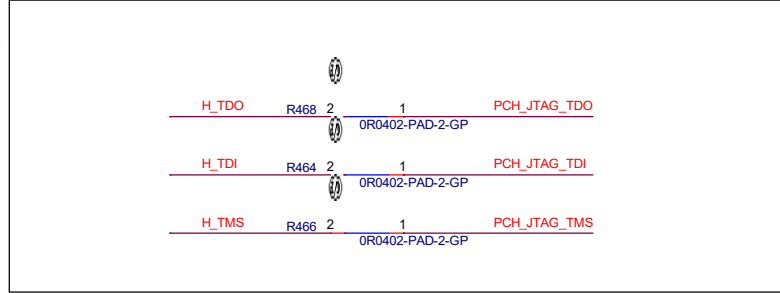 H_TDO R468 2 1 PCH_JTAG_TDO
0R0402-PAD-2-GP
H_TDI R464 2 1 PCH_JTAG_TDI
0R0402-PAD-2-GP
H_TMS R466 2 1 PCH_JTAG_TMS
0R0402-PAD-2-GP